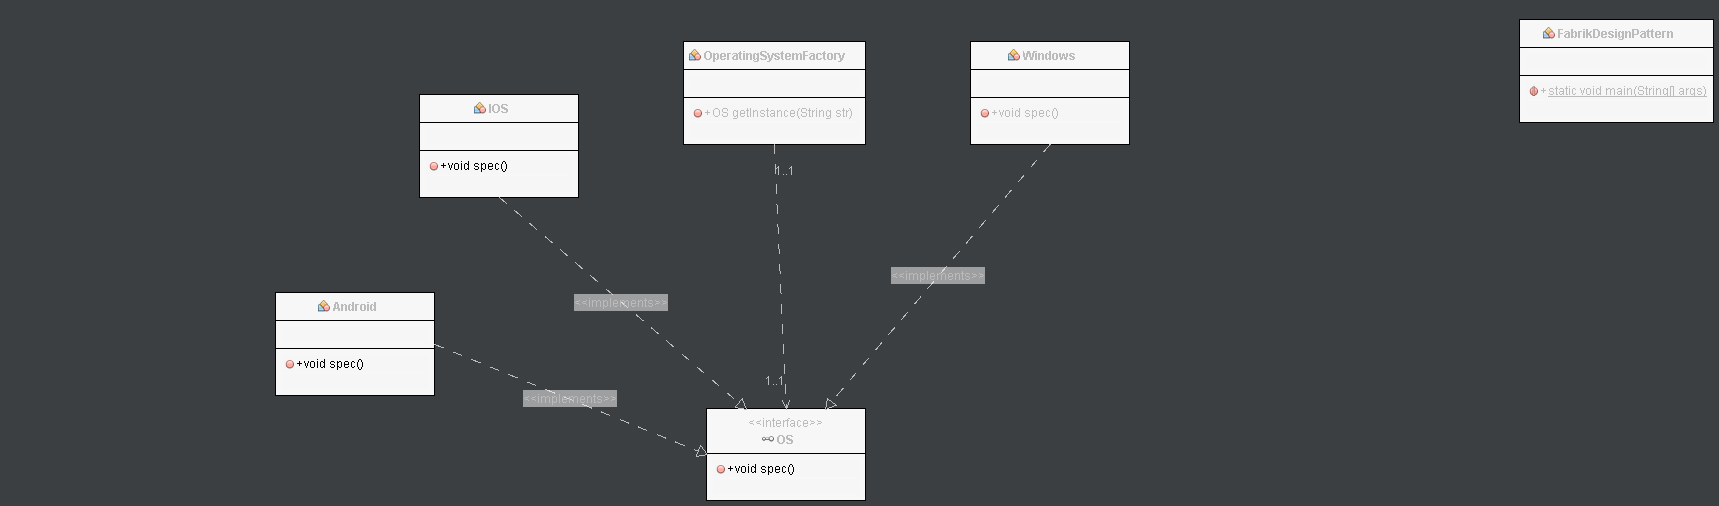 FabrikDesignPattern
+static void main(String[] args)
OperatingSystemFactory
+OS getInstance(String str)
Windows
+void spec()
IOS
+void spec()
1..1
<<implements>>
<<implements>>
Android
+void spec()
1..1
<<implements>>
<<interface>>
OS
+void spec()